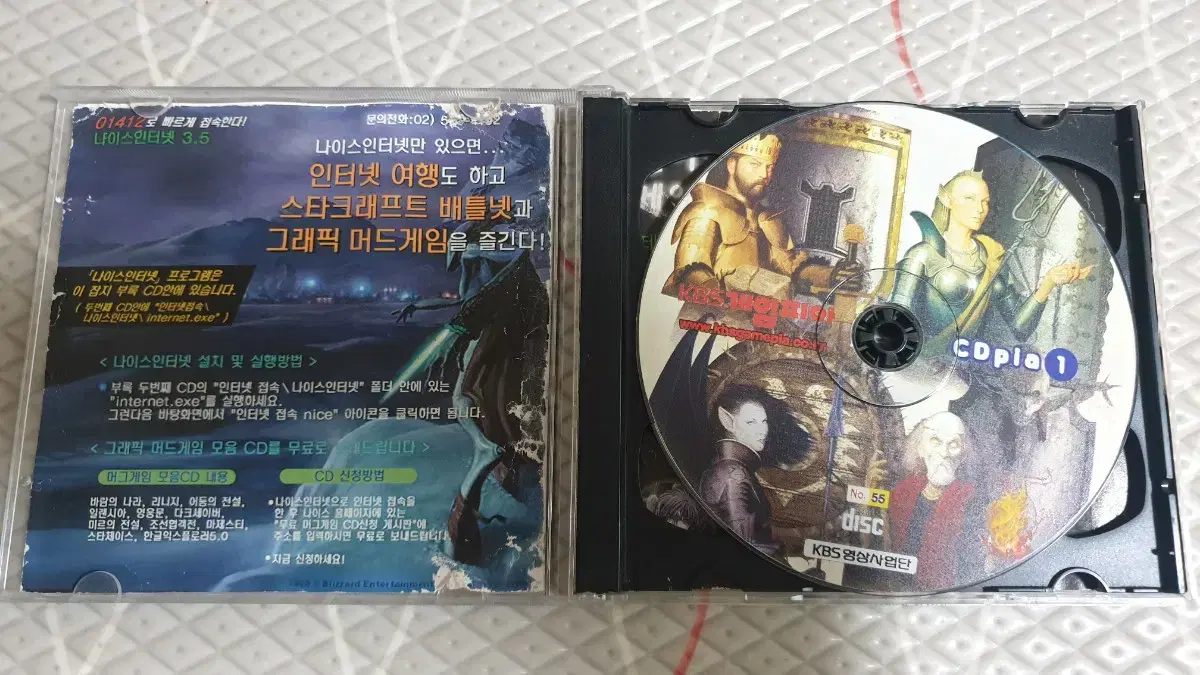 01412로 빠르게 접속한다!
나이스인터넷 3.5
문의전화:02)
나이스인터넷만 있으면...
인터넷 여행도 하고
스타크래프트 배틀넷과
그래픽 머드게임을 즐긴다!
「나이스인터넷, 프로그램은
이 잡지 부록 CD안에 있습니다.
( 두번째 CD안에 "인터넷접속\
나이스인터넷\internet.exe" )
< 나이스인터넷 설치 및 실행방법 >
부록 두번째 CD의 "인터넷 접속\나이스인터넷" 폴더 안에 있는
"internet.exe"를 실행하세요.
그런다음 바탕화면에서 "인터넷 접속 nice" 아이콘을 클릭하면 됩니다.
< 그래픽 머드게임 모음 CD를 무료로 보내드립니다 >
머그게임 모음CD 내용
바람의 나라, 리니지, 어둠의 전설,
일랜시아, 영웅문, 다크세이버,
미르의 전설, 조선협객전, 마제스타,
스타체이스, 한글익스플로러5.0
CD 신청방법
•나이스인터넷으로 인터넷 접속을
한 후 나이스 홈페이지에 있는
"무료 머그게임 CD신청 게시판"에
주소를 입력하시면 무료로 보내드립니다
•지금 신청하세요!
Blizzard Entertainment
KBS게임피아
www.kbsgamepia.co.kr
CDpia 1
No. 55
disc
KBS 영상사업단